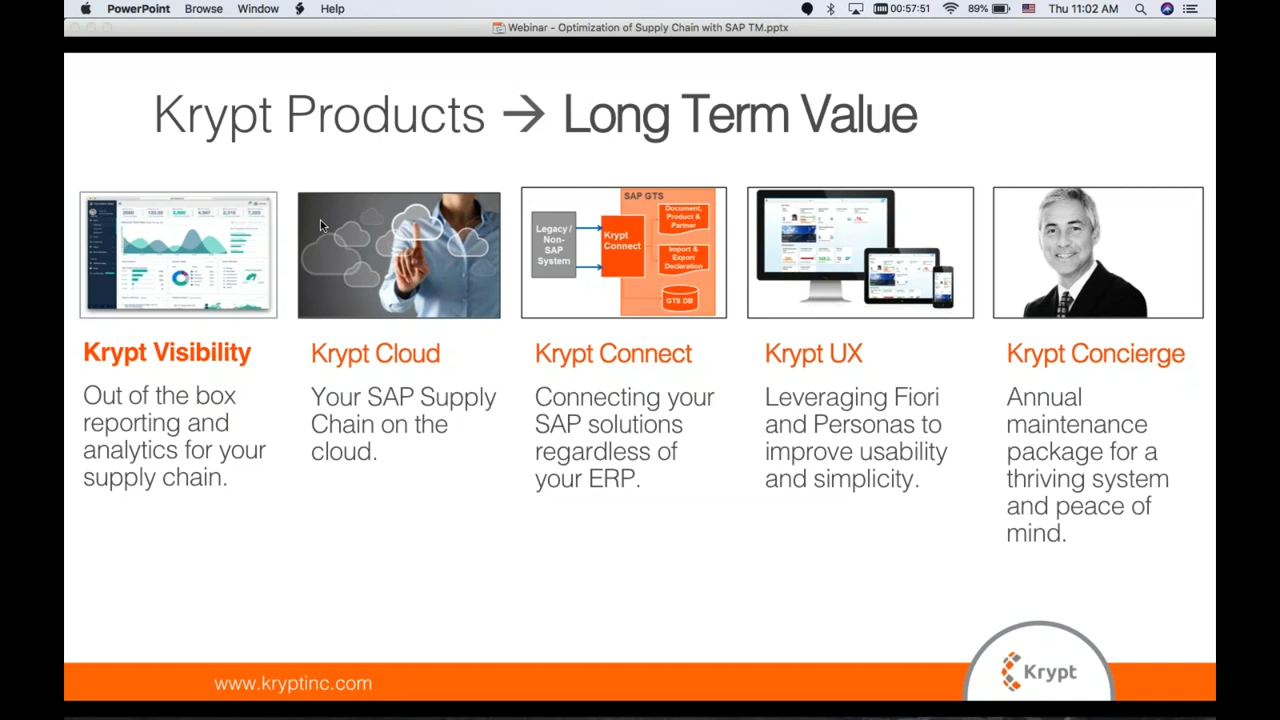 PowerPoint Browse Window Help 00:57:51 89% Thu 11:02 AM
Webinar - Optimization of Supply Chain with SAP TM.pptx
Krypt Products → Long Term Value
SAP GTS
Legacy /
Non-
SAP
System
Krypt
Connect
Document,
Product &
Partner
Import &
Export
Declaration
GTS DB
Krypt Visibility
Out of the box
reporting and
analytics for your
supply chain.
Krypt Cloud
Your SAP Supply
Chain on the
cloud.
Krypt Connect
Connecting your
SAP solutions
regardless of
your ERP.
Krypt UX
Leveraging Fiori
and Personas to
improve usability
and simplicity.
Krypt Concierge
Annual
maintenance
package for a
thriving system
and peace of
mind.
www.kryptinc.com
Krypt